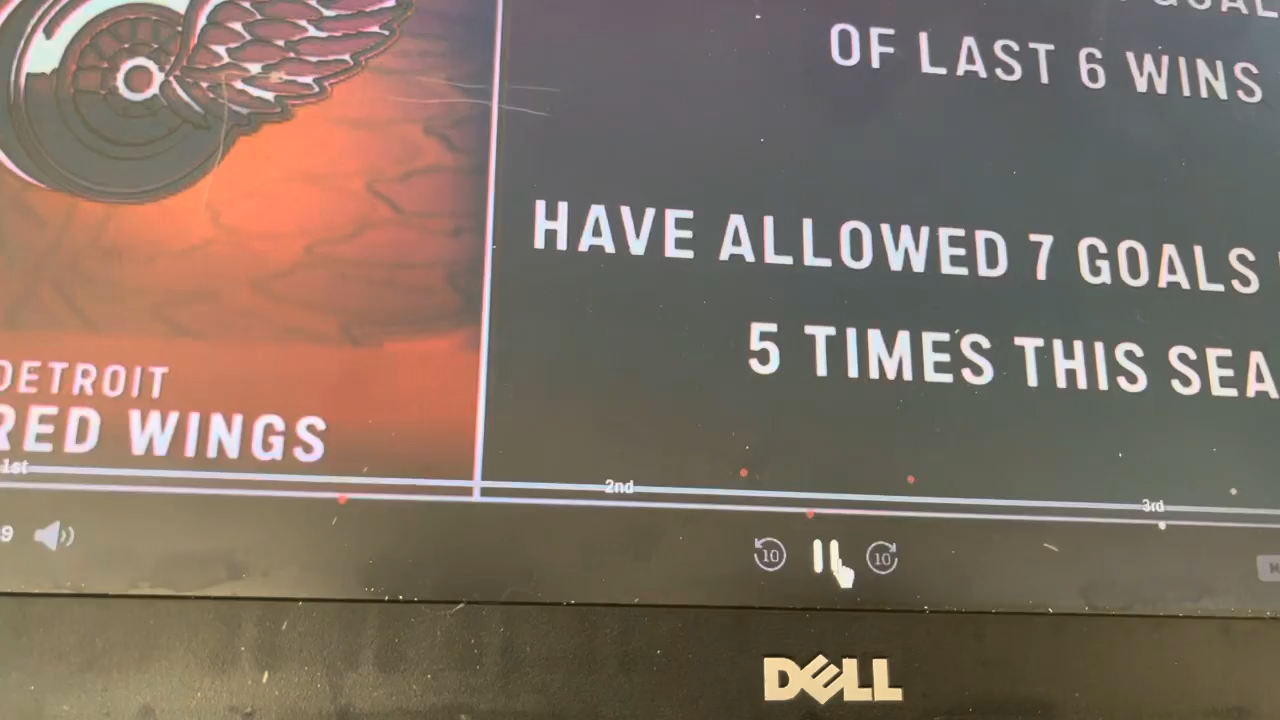 OF LAST 6 WINS
HAVE ALLOWED 7 GOALS
5 TIMES THIS SEA
DETROIT
RED WINGS
1st
2nd
3rd
9
10
10
DELL